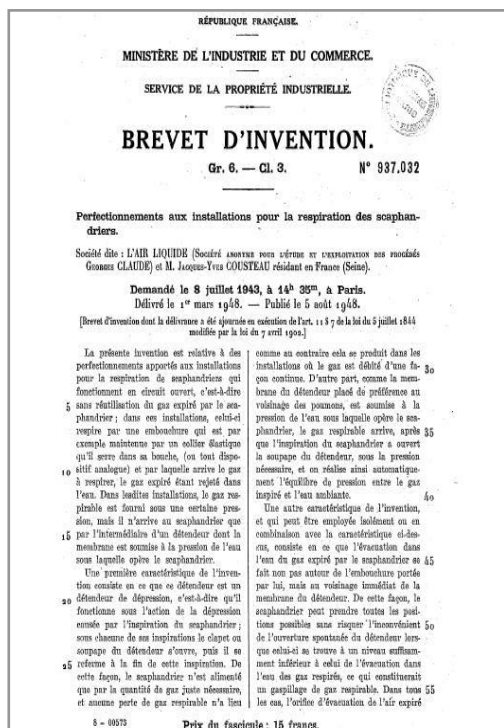 RÉPUBLIQUE FRANÇAISE.
MINISTÈRE DE L'INDUSTRIE ET DU COMMERCE.
SERVICE DE LA PROPRIÉTÉ INDUSTRIELLE.
BREVET D'INVENTION.
Gr. 6. — Cl. 3.
N° 937.032
Perfectionnements aux installations pour la respiration des scaphan-
driers.
Société dite : L'AIR LIQUIDE (Société anonyme pour l'étude et l'exploitation des procédés
Georges CLAUDE) et M. Jacques-Yves COUSTEAU résidant en France (Seine).
Demandé le 8 juillet 1943, à 14h 35m, à Paris.
Délivré le 1er mars 1948. — Publié le 5 août 1948.
[Brevet d'invention dont la délivrance a été ajournée en exécution de l'art. 11 § 7 de la loi du 5 juillet 1844
modifiée par la loi du 7 avril 1902.]
La présente invention est relative à des
perfectionnements apportés aux installations
pour la respiration de scaphandriers qui
fonctionnent en circuit ouvert, c'est-à-dire
5 sans réutilisation du gaz expiré par le sca-
phandrier; dans ces installations, celui-ci
respire par une embouchure qui est par
exemple maintenue par un collier élastique
qu'il serre dans sa bouche, (ou tout dispo-
10 sitif analogue) et par laquelle arrive le gaz
à respirer, le gaz expiré étant rejeté dans
l'eau. Dans lesdites installations, le gaz res-
pirable est fourni sous une certaine pres-
sion, mais il n'arrive au scaphandrier que
15 par l'intermédiaire d'un détendeur dont la
membrane est soumise à la pression de l'eau
sous laquelle opère le scaphandrier.
Une première caractéristique de l'inven-
tion consiste en ce que ce détendeur est un
20 détendeur de dépression, c'est-à-dire qu'il
fonctionne sous l'action de la dépression
causée par l'inspiration du scaphandrier;
sous chacune de ses inspirations le clapet ou
soupape du détendeur s'ouvre, puis il se
25 referme à la fin de cette inspiration. De
cette façon, le scaphandrier n'est alimenté
que par la quantité de gaz juste nécessaire,
et aucune perte de gaz respirable n'a lieu
comme au contraire cela se produit dans les
installations où le gaz est débité d'une fa- 30
çon continue. D'autre part, comme la mem-
brane du détendeur placé de préférence au
voisinage des poumons, est soumise à la
pression de l'eau sous laquelle opère le sca-
phandrier, le gaz respirable arrive, après 35
que l'inspiration du scaphandrier a ouvert
la soupape du détendeur, sous la pression
nécessaire, et on réalise ainsi automatique-
ment l'équilibre de pression entre le gaz
inspiré et l'eau ambiante. 40
Une autre caractéristique de l'invention,
et qui peut être employée isolément ou en
combinaison avec la caractéristique ci-des-
sus, consiste en ce que l'évacuation dans
l'eau du gaz expiré par le scaphandrier se 45
fait non pas autour de l'embouchure portée
par lui, mais au voisinage immédiat de la
membrane du détendeur. De cette façon, le
scaphandrier peut prendre toutes les posi-
tions possibles sans risquer l'inconvénient 50
de l'ouverture spontanée du détendeur lors-
que celui-ci se trouve à un niveau suffisam-
ment inférieur à celui de l'évacuation dans
l'eau des gaz respirés, ce qui constituerait
un gaspillage de gaz respirable. Dans tous 55
les cas, l'orifice d'évacuation de l'air expiré
8 - 00573
Prix du fascicule : 15 francs.